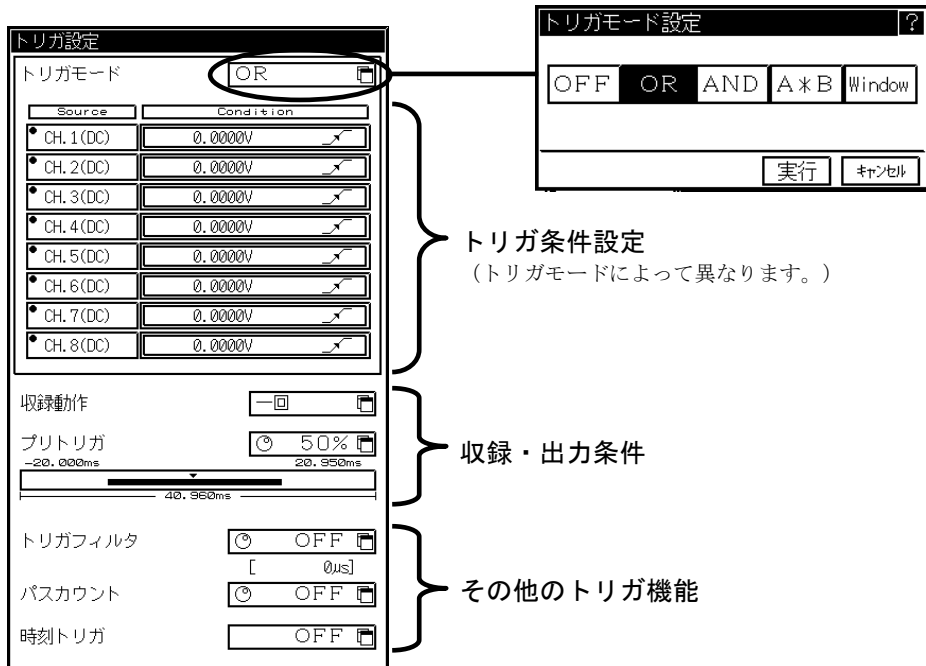 トリガ設定
トリガモード OR
Source Condition
CH.1(DC) 0.0000V
CH.2(DC) 0.0000V
CH.3(DC) 0.0000V
CH.4(DC) 0.0000V
CH.5(DC) 0.0000V
CH.6(DC) 0.0000V
CH.7(DC) 0.0000V
CH.8(DC) 0.0000V
収録動作 一回
プリトリガ 50%
-20.000ms 20.950ms
40.960ms
トリガフィルタ OFF
[ 0μs]
パスカウント OFF
時刻トリガ OFF
トリガモード設定 ?
OFF OR AND A*B Window
実行 キャンセル
トリガ条件設定
（トリガモードによって異なります。）
収録・出力条件
その他のトリガ機能